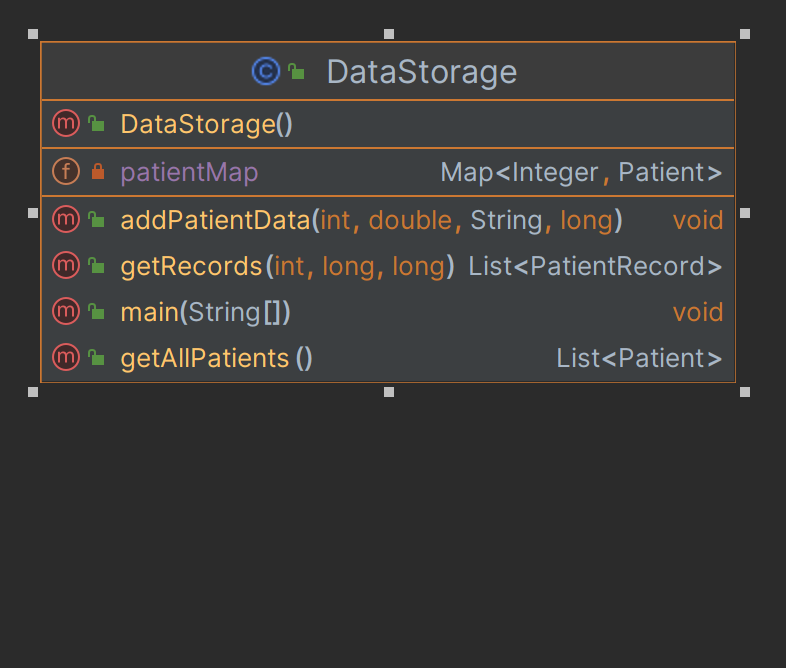 DataStorage
DataStorage()
patientMap Map<Integer, Patient>
addPatientData(int, double, String, long) void
getRecords(int, long, long) List<PatientRecord>
main(String[]) void
getAllPatients() List<Patient>